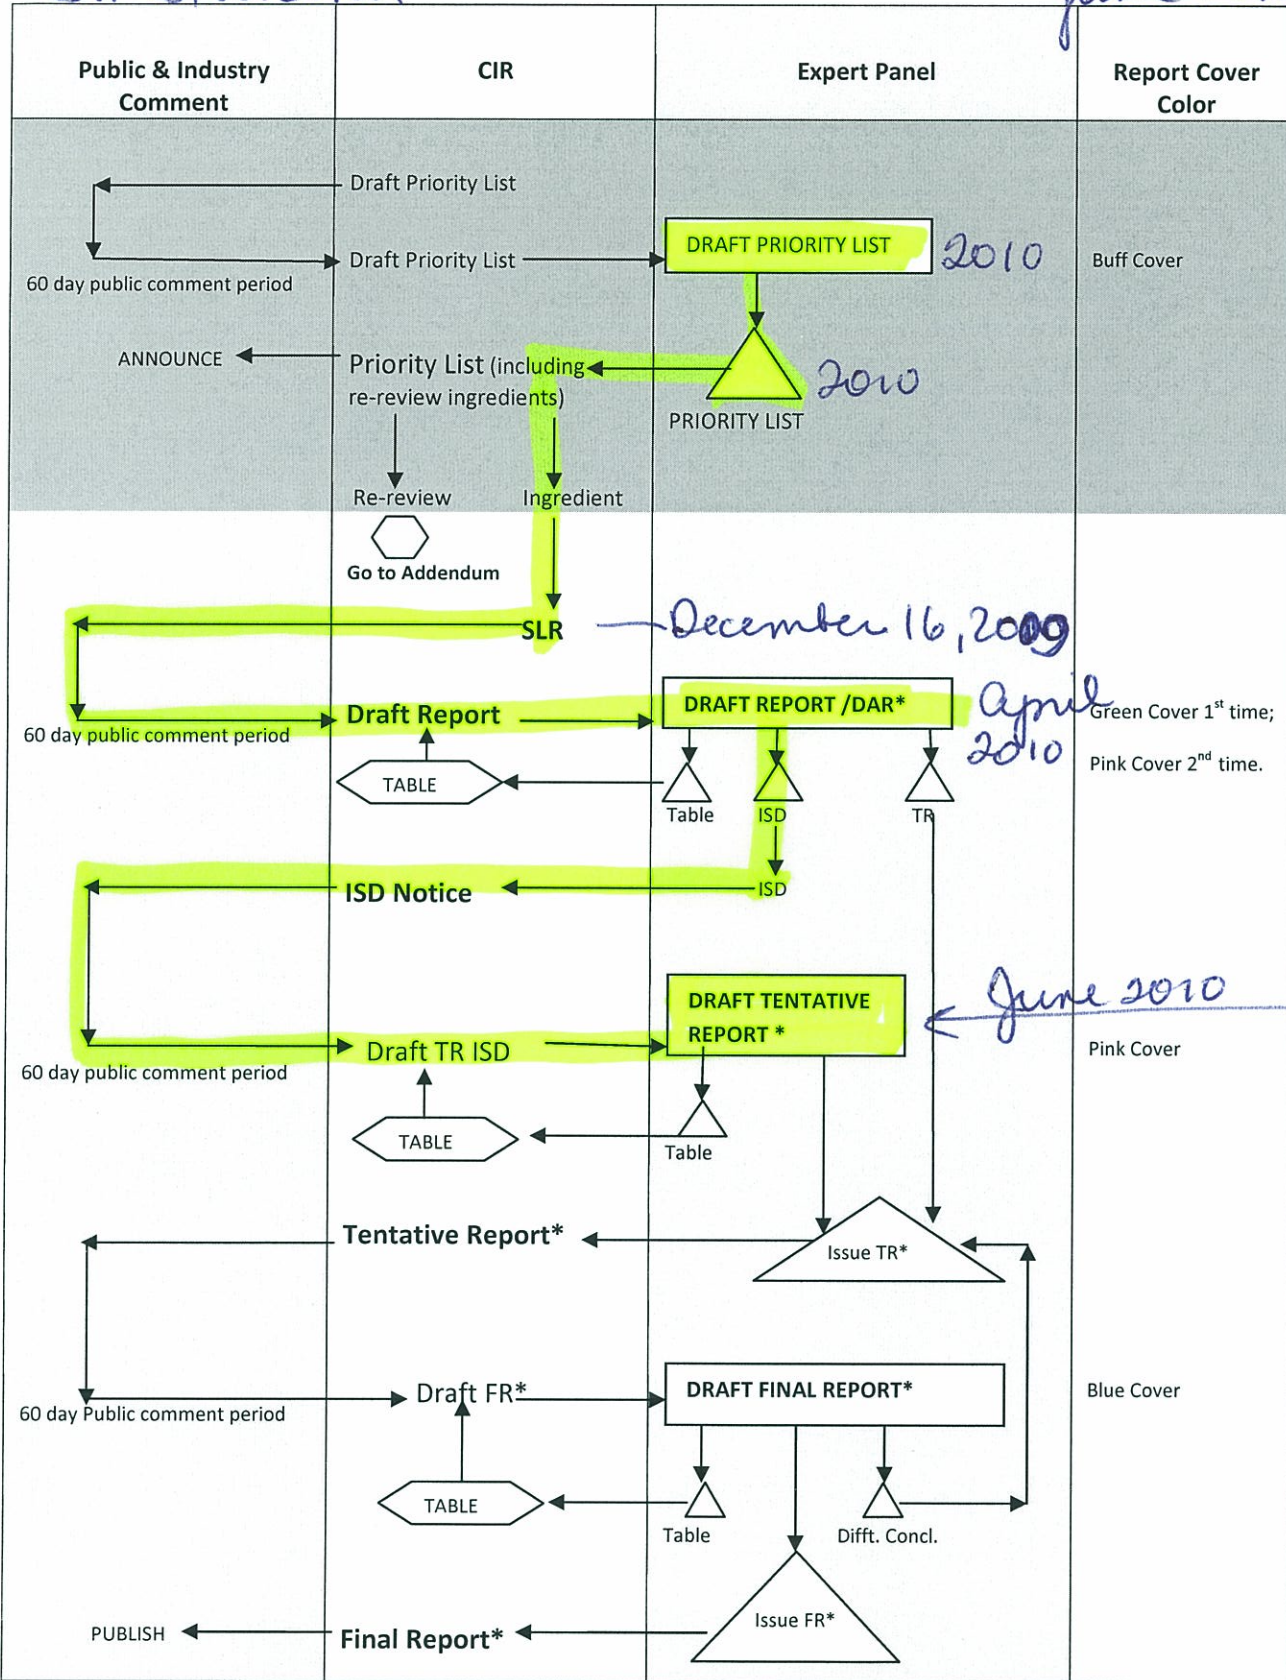 Public & Industry
Comment
CIR
Expert Panel
Report Cover
Color
Draft Priority List
DRAFT PRIORITY LIST
2010
Draft Priority List
Buff Cover
60 day public comment period
ANNOUNCE
Priority List (including
re-review ingredients)
2010
PRIORITY LIST
Re-review
Ingredient
Go to Addendum
SLR
December 16, 2009
DRAFT REPORT /DAR*
April
2010
Draft Report
Green Cover 1st time;
60 day public comment period
Pink Cover 2nd time.
TABLE
Table
ISD
TR
ISD Notice
ISD
DRAFT TENTATIVE
REPORT *
June 2010
Draft TR ISD
Pink Cover
60 day public comment period
TABLE
Table
Tentative Report*
Issue TR*
Draft FR*
DRAFT FINAL REPORT*
Blue Cover
60 day Public comment period
TABLE
Table
Difft. Concl.
Issue FR*
PUBLISH
Final Report*